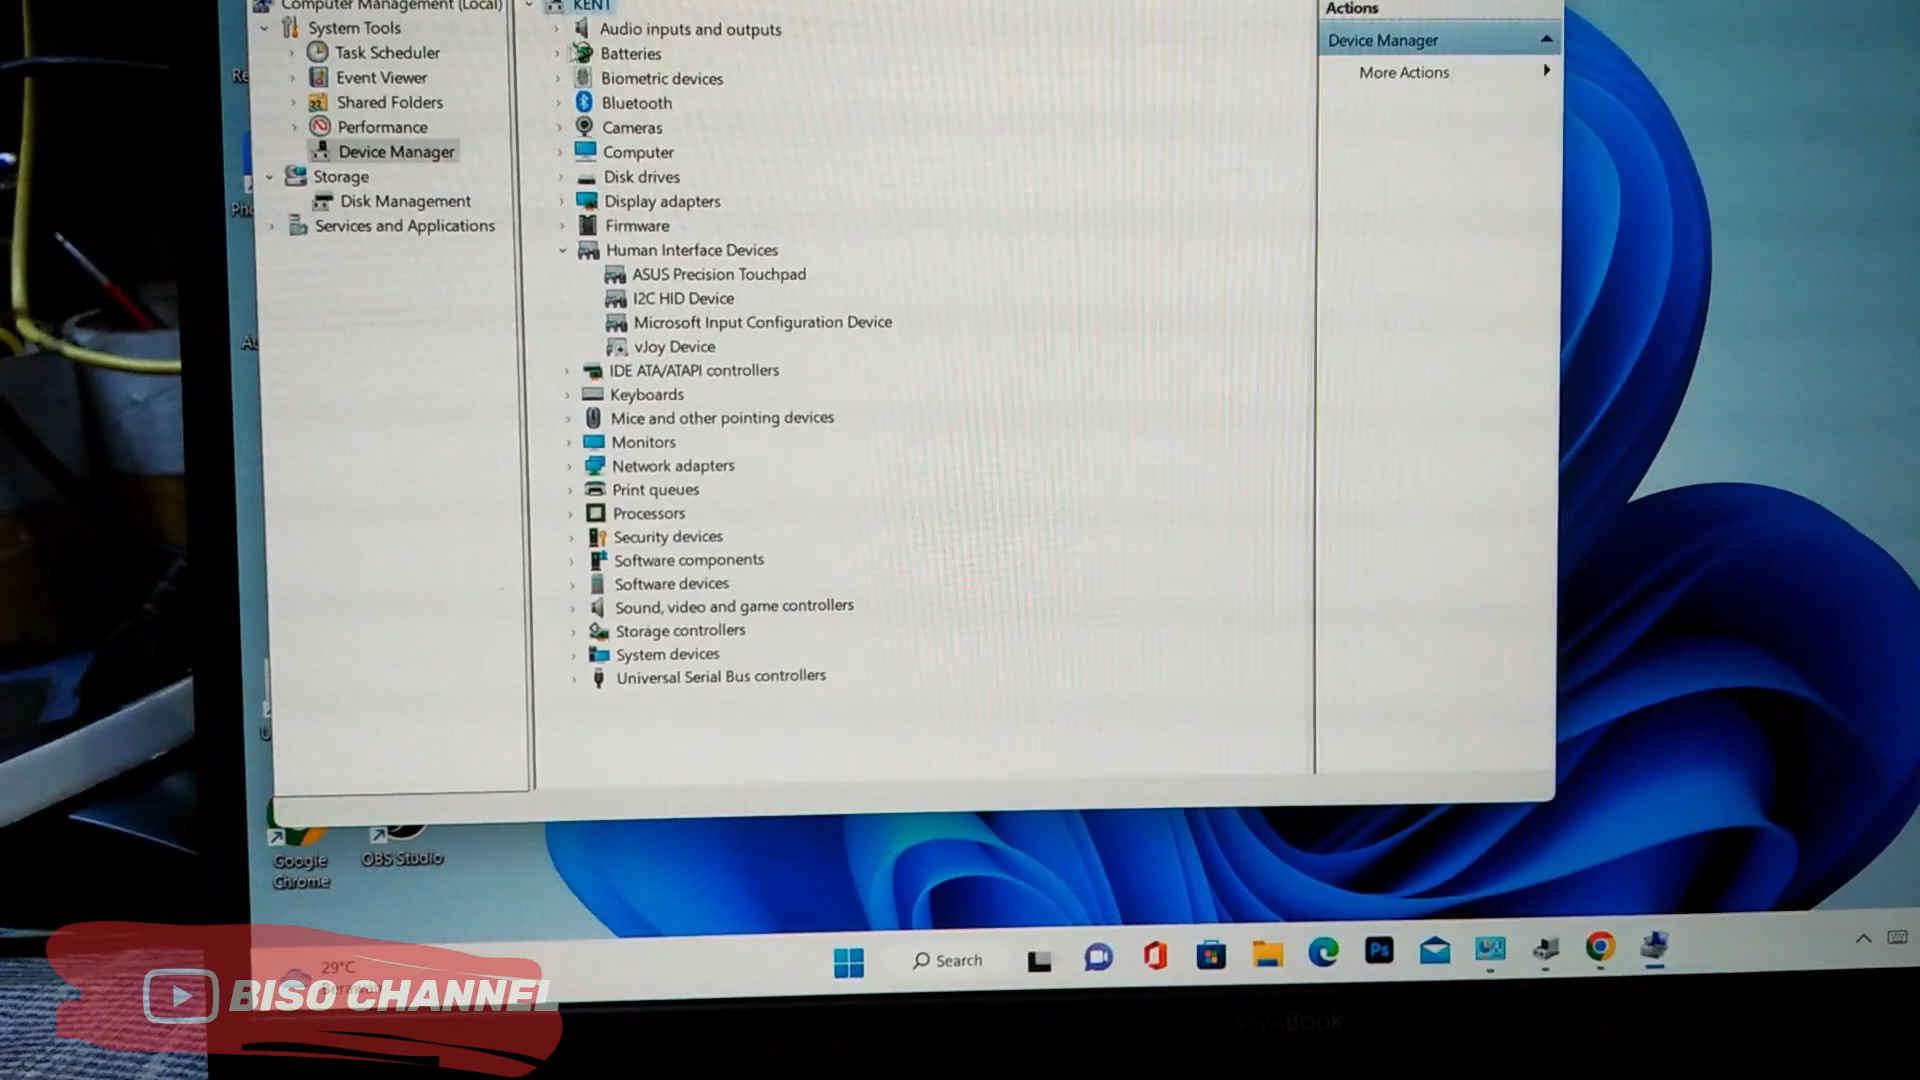 Computer Management (Local)
System Tools
Task Scheduler
Event Viewer
Shared Folders
Performance
Device Manager
Storage
Disk Management
Services and Applications
KENT
Audio inputs and outputs
Batteries
Biometric devices
Bluetooth
Cameras
Computer
Disk drives
Display adapters
Firmware
Human Interface Devices
ASUS Precision Touchpad
I2C HID Device
Microsoft Input Configuration Device
vJoy Device
IDE ATA/ATAPI controllers
Keyboards
Mice and other pointing devices
Monitors
Network adapters
Print queues
Processors
Security devices
Software components
Software devices
Sound, video and game controllers
Storage controllers
System devices
Universal Serial Bus controllers
Actions
Device Manager
More Actions
Google
Chrome
OBS Studio
29°C
Search
Ps
BISO CHANNEL
VivoBook